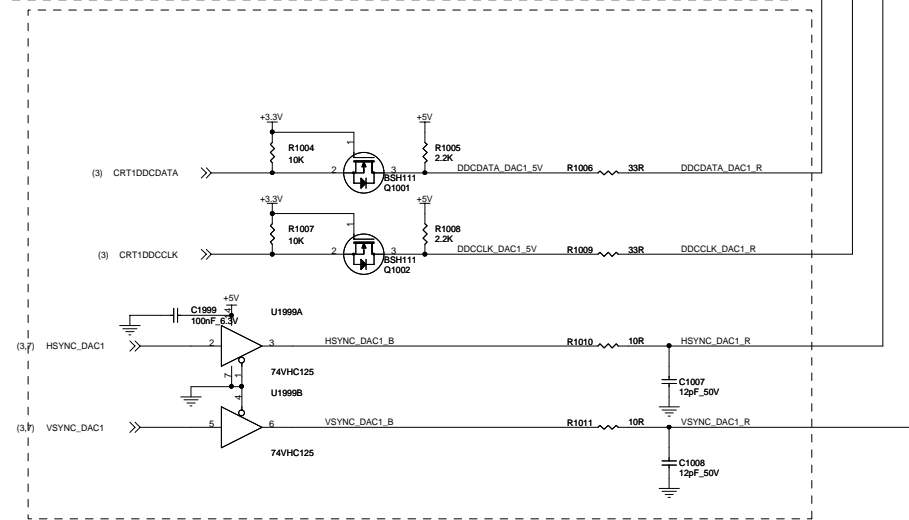 +3.3V +5V
R1004 R1005
10K 2.2K
1
(3) CRT1DDCDATA 2 3 DDCDATA_DAC1_5V R1006 33R DDCDATA_DAC1_R
BSH111
Q1001
+3.3V +5V
R1007 R1008
10K 2.2K
1
(3) CRT1DDCCLK 2 3 DDCCLK_DAC1_5V R1009 33R DDCCLK_DAC1_R
BSH111
Q1002
+5V
C1999 U1999A
100nF_6.3V
(3,7) HSYNC_DAC1 2 3 HSYNC_DAC1_B R1010 10R HSYNC_DAC1_R
7 1 74VHC125
C1007
12pF_50V
4 U1999B
(3,7) VSYNC_DAC1 5 6 VSYNC_DAC1_B R1011 10R VSYNC_DAC1_R
74VHC125
C1008
12pF_50V